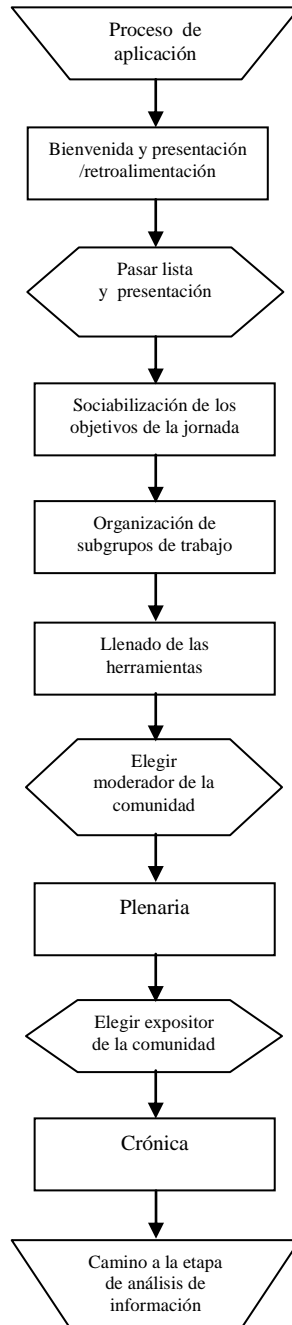 Proceso de
aplicación
Bienvenida y presentación
/retroalimentación
Pasar lista
y presentación
Sociabilización de los
objetivos de la jornada
Organización de
subgrupos de trabajo
Llenado de las
herramientas
Elegir
moderador de la
comunidad
Plenaria
Elegir expositor
de la comunidad
Crónica
Camino a la etapa
de análisis de
información